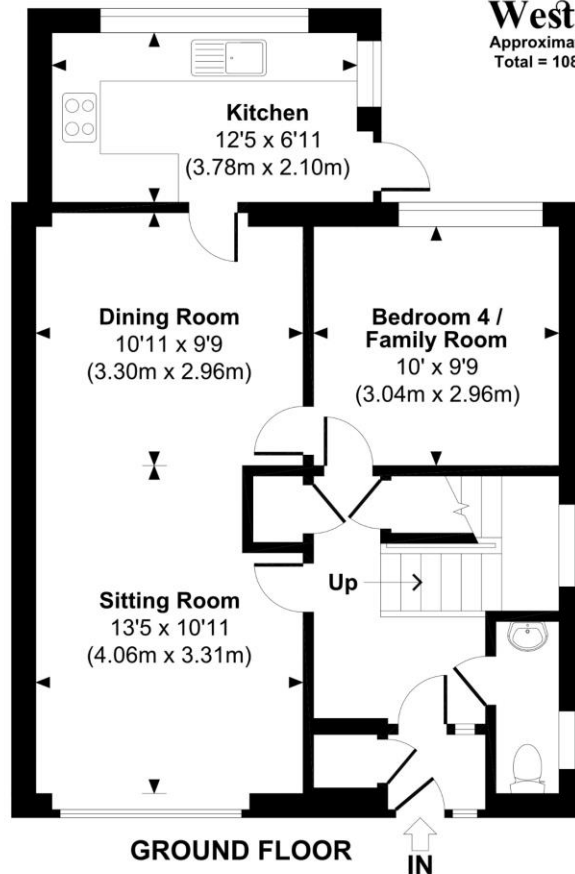 West
Approxima
Total = 108
Kitchen
12'5 x 6'11
(3.78m x 2.10m)
Dining Room
10'11 x 9'9
(3.30m x 2.96m)
Bedroom 4 /
Family Room
10' x 9'9
(3.04m x 2.96m)
Up
Sitting Room
13'5 x 10'11
(4.06m x 3.31m)
GROUND FLOOR
IN